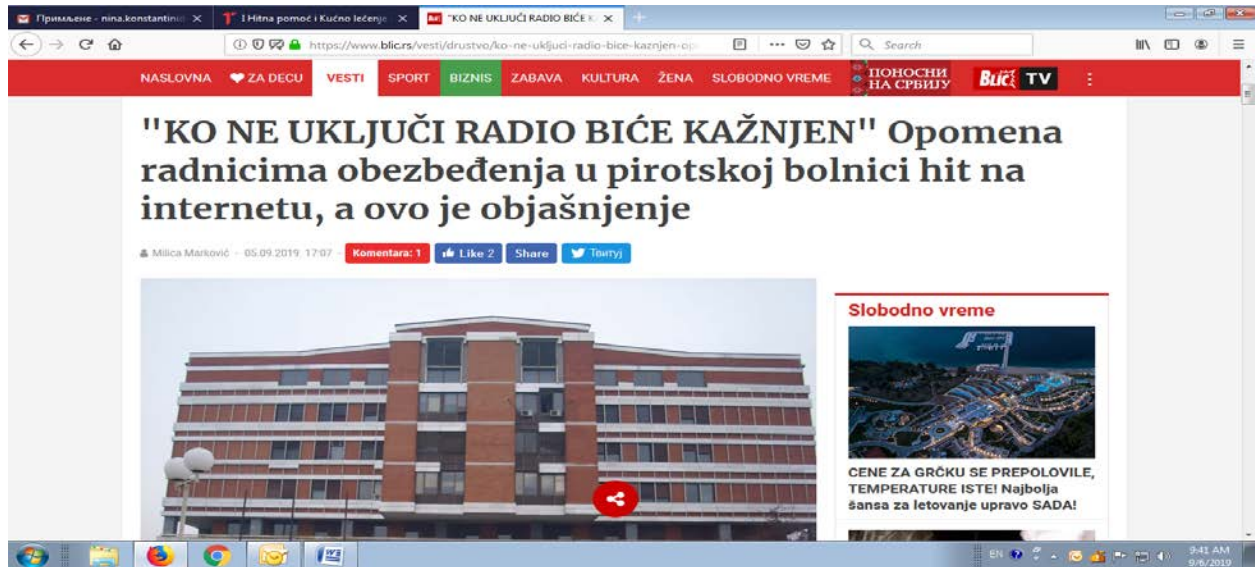 Примљене - nina.konstantin
I Hitna pomoć i Kućno lečenje
"KO NE UKLJUČI RADIO BIĆE K
https://www.blic.rs/vesti/drustvo/ko-ne-ukljuci-radio-bice-kaznjen-op
Search
NASLOVNA ZA DECU VESTI SPORT BIZNIS ZABAVA KULTURA ŽENA SLOBODNO VREME ПОНОСНИ НА СРБИЈУ Blic TV
"KO NE UKLJUČI RADIO BIĆE KAŽNJEN" Opomena
radnicima obezbeđenja u pirotskoj bolnici hit na
internetu, a ovo je objašnjenje
Milica Marković - 05.09.2019. 17:07 Komentara: 1 Like 2 Share Твитуј
Slobodno vreme
CENE ZA GRČKU SE PREPOLOVILE,
TEMPERATURE ISTE! Najbolja
šansa za letovanje upravo SADA!
EN 9:41 AM
9/6/2019